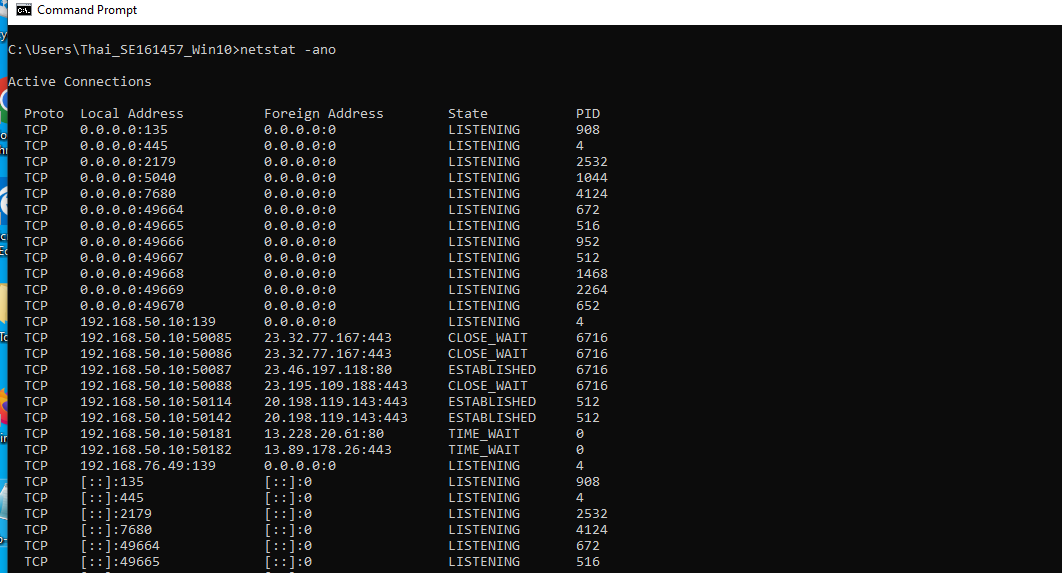 Command Prompt
C:\Users\Thai_SE161457_Win10>netstat -ano
Active Connections
Proto Local Address Foreign Address State PID
TCP 0.0.0.0:135 0.0.0.0:0 LISTENING 908
TCP 0.0.0.0:445 0.0.0.0:0 LISTENING 4
TCP 0.0.0.0:2179 0.0.0.0:0 LISTENING 2532
TCP 0.0.0.0:5040 0.0.0.0:0 LISTENING 1044
TCP 0.0.0.0:7680 0.0.0.0:0 LISTENING 4124
TCP 0.0.0.0:49664 0.0.0.0:0 LISTENING 672
TCP 0.0.0.0:49665 0.0.0.0:0 LISTENING 516
TCP 0.0.0.0:49666 0.0.0.0:0 LISTENING 952
TCP 0.0.0.0:49667 0.0.0.0:0 LISTENING 512
TCP 0.0.0.0:49668 0.0.0.0:0 LISTENING 1468
TCP 0.0.0.0:49669 0.0.0.0:0 LISTENING 2264
TCP 0.0.0.0:49670 0.0.0.0:0 LISTENING 652
TCP 192.168.50.10:139 0.0.0.0:0 LISTENING 4
TCP 192.168.50.10:50085 23.32.77.167:443 CLOSE_WAIT 6716
TCP 192.168.50.10:50086 23.32.77.167:443 CLOSE_WAIT 6716
TCP 192.168.50.10:50087 23.46.197.118:80 ESTABLISHED 6716
TCP 192.168.50.10:50088 23.195.109.188:443 CLOSE_WAIT 6716
TCP 192.168.50.10:50114 20.198.119.143:443 ESTABLISHED 512
TCP 192.168.50.10:50142 20.198.119.143:443 ESTABLISHED 512
TCP 192.168.50.10:50181 13.228.20.61:80 TIME_WAIT 0
TCP 192.168.50.10:50182 13.89.178.26:443 TIME_WAIT 0
TCP 192.168.76.49:139 0.0.0.0:0 LISTENING 4
TCP [::]:135 [::]:0 LISTENING 908
TCP [::]:445 [::]:0 LISTENING 4
TCP [::]:2179 [::]:0 LISTENING 2532
TCP [::]:7680 [::]:0 LISTENING 4124
TCP [::]:49664 [::]:0 LISTENING 672
TCP [::]:49665 [::]:0 LISTENING 516